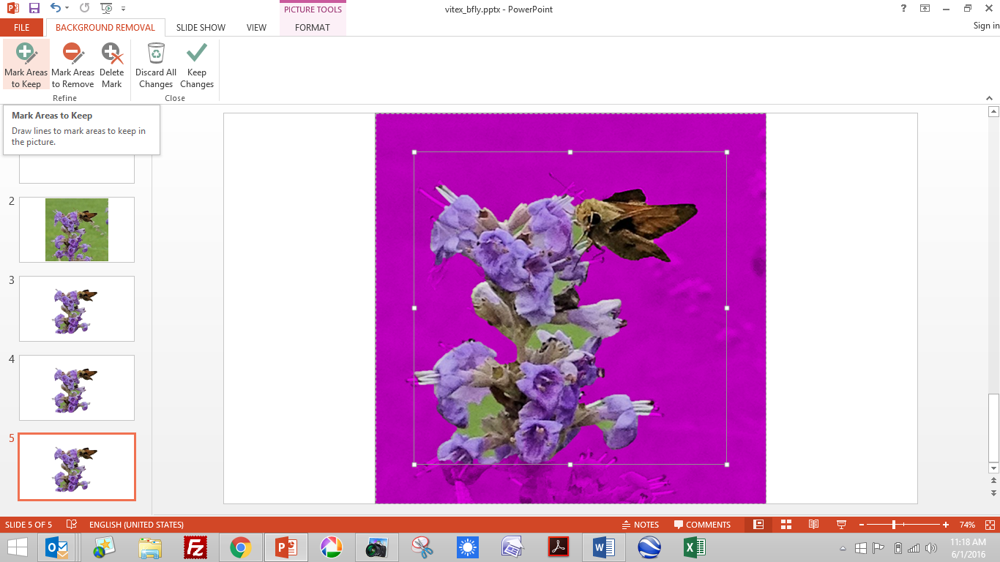 vitex_bfly.pptx - PowerPoint
PICTURE TOOLS
?
FILE
BACKGROUND REMOVAL
SLIDE SHOW
VIEW
FORMAT
Sign in
Mark Areas
to Keep
Mark Areas
to Remove
Delete
Mark
Discard All
Changes
Keep
Changes
Refine
Close
Mark Areas to Keep
Draw lines to mark areas to keep in
the picture.
2
3
4
5
SLIDE 5 OF 5
ENGLISH (UNITED STATES)
NOTES
COMMENTS
74%
11:18 AM
6/1/2016